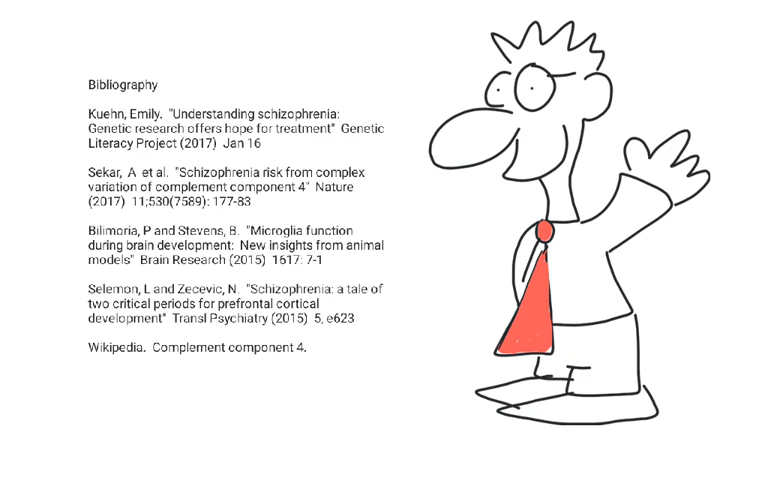 Bibliography
Kuehn, Emily. "Understanding schizophrenia:
Genetic research offers hope for treatment" Genetic
Literacy Project (2017) Jan 16
Sekar, A et al. "Schizophrenia risk from complex
variation of complement component 4" Nature
(2017) 11;530(7589): 177-83
Bilimoria, P and Stevens, B. "Microglia function
during brain development: New insights from animal
models" Brain Research (2015) 1617: 7-1
Selemon, L and Zecevic, N. "Schizophrenia: a tale of
two critical periods for prefrontal cortical
development" Transl Psychiatry (2015) 5, e623
Wikipedia. Complement component 4.